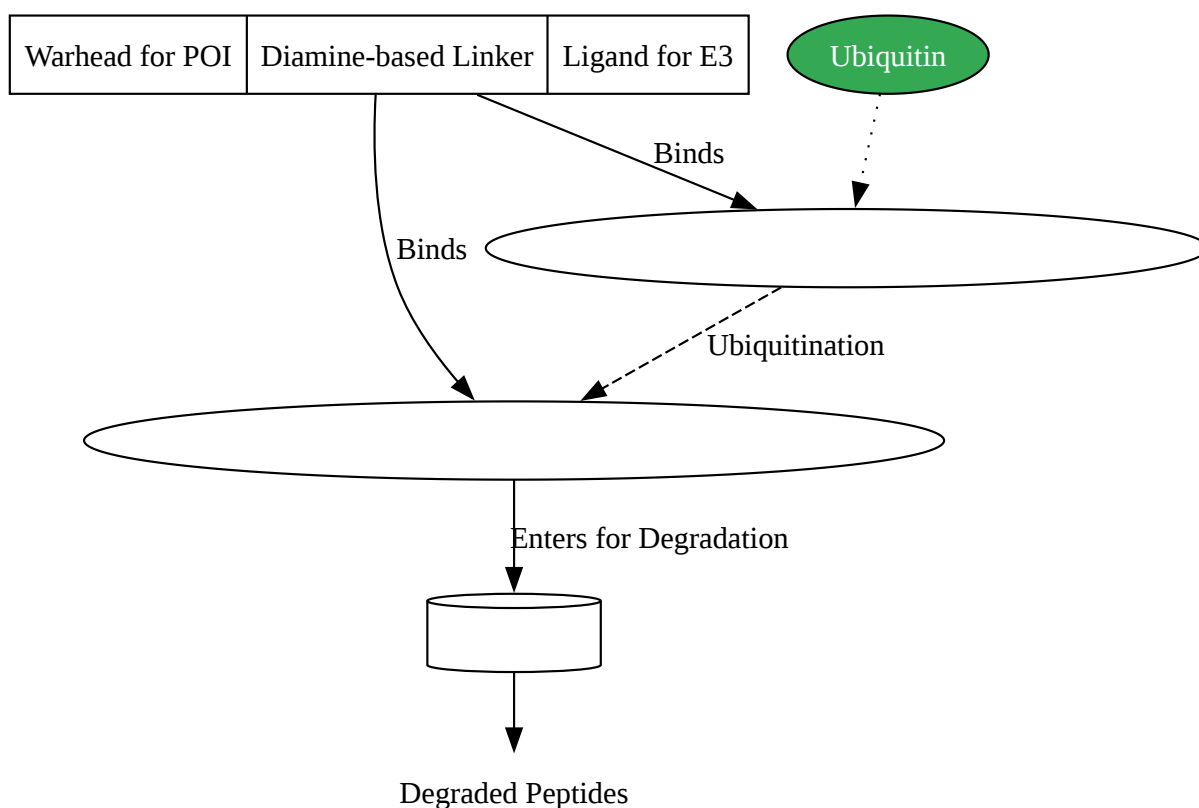 Warhead for POI
Diamine-based Linker
Ligand for E3
Ubiquitin
Binds
Binds
Ubiquitination
Enters for Degradation
Degraded Peptides